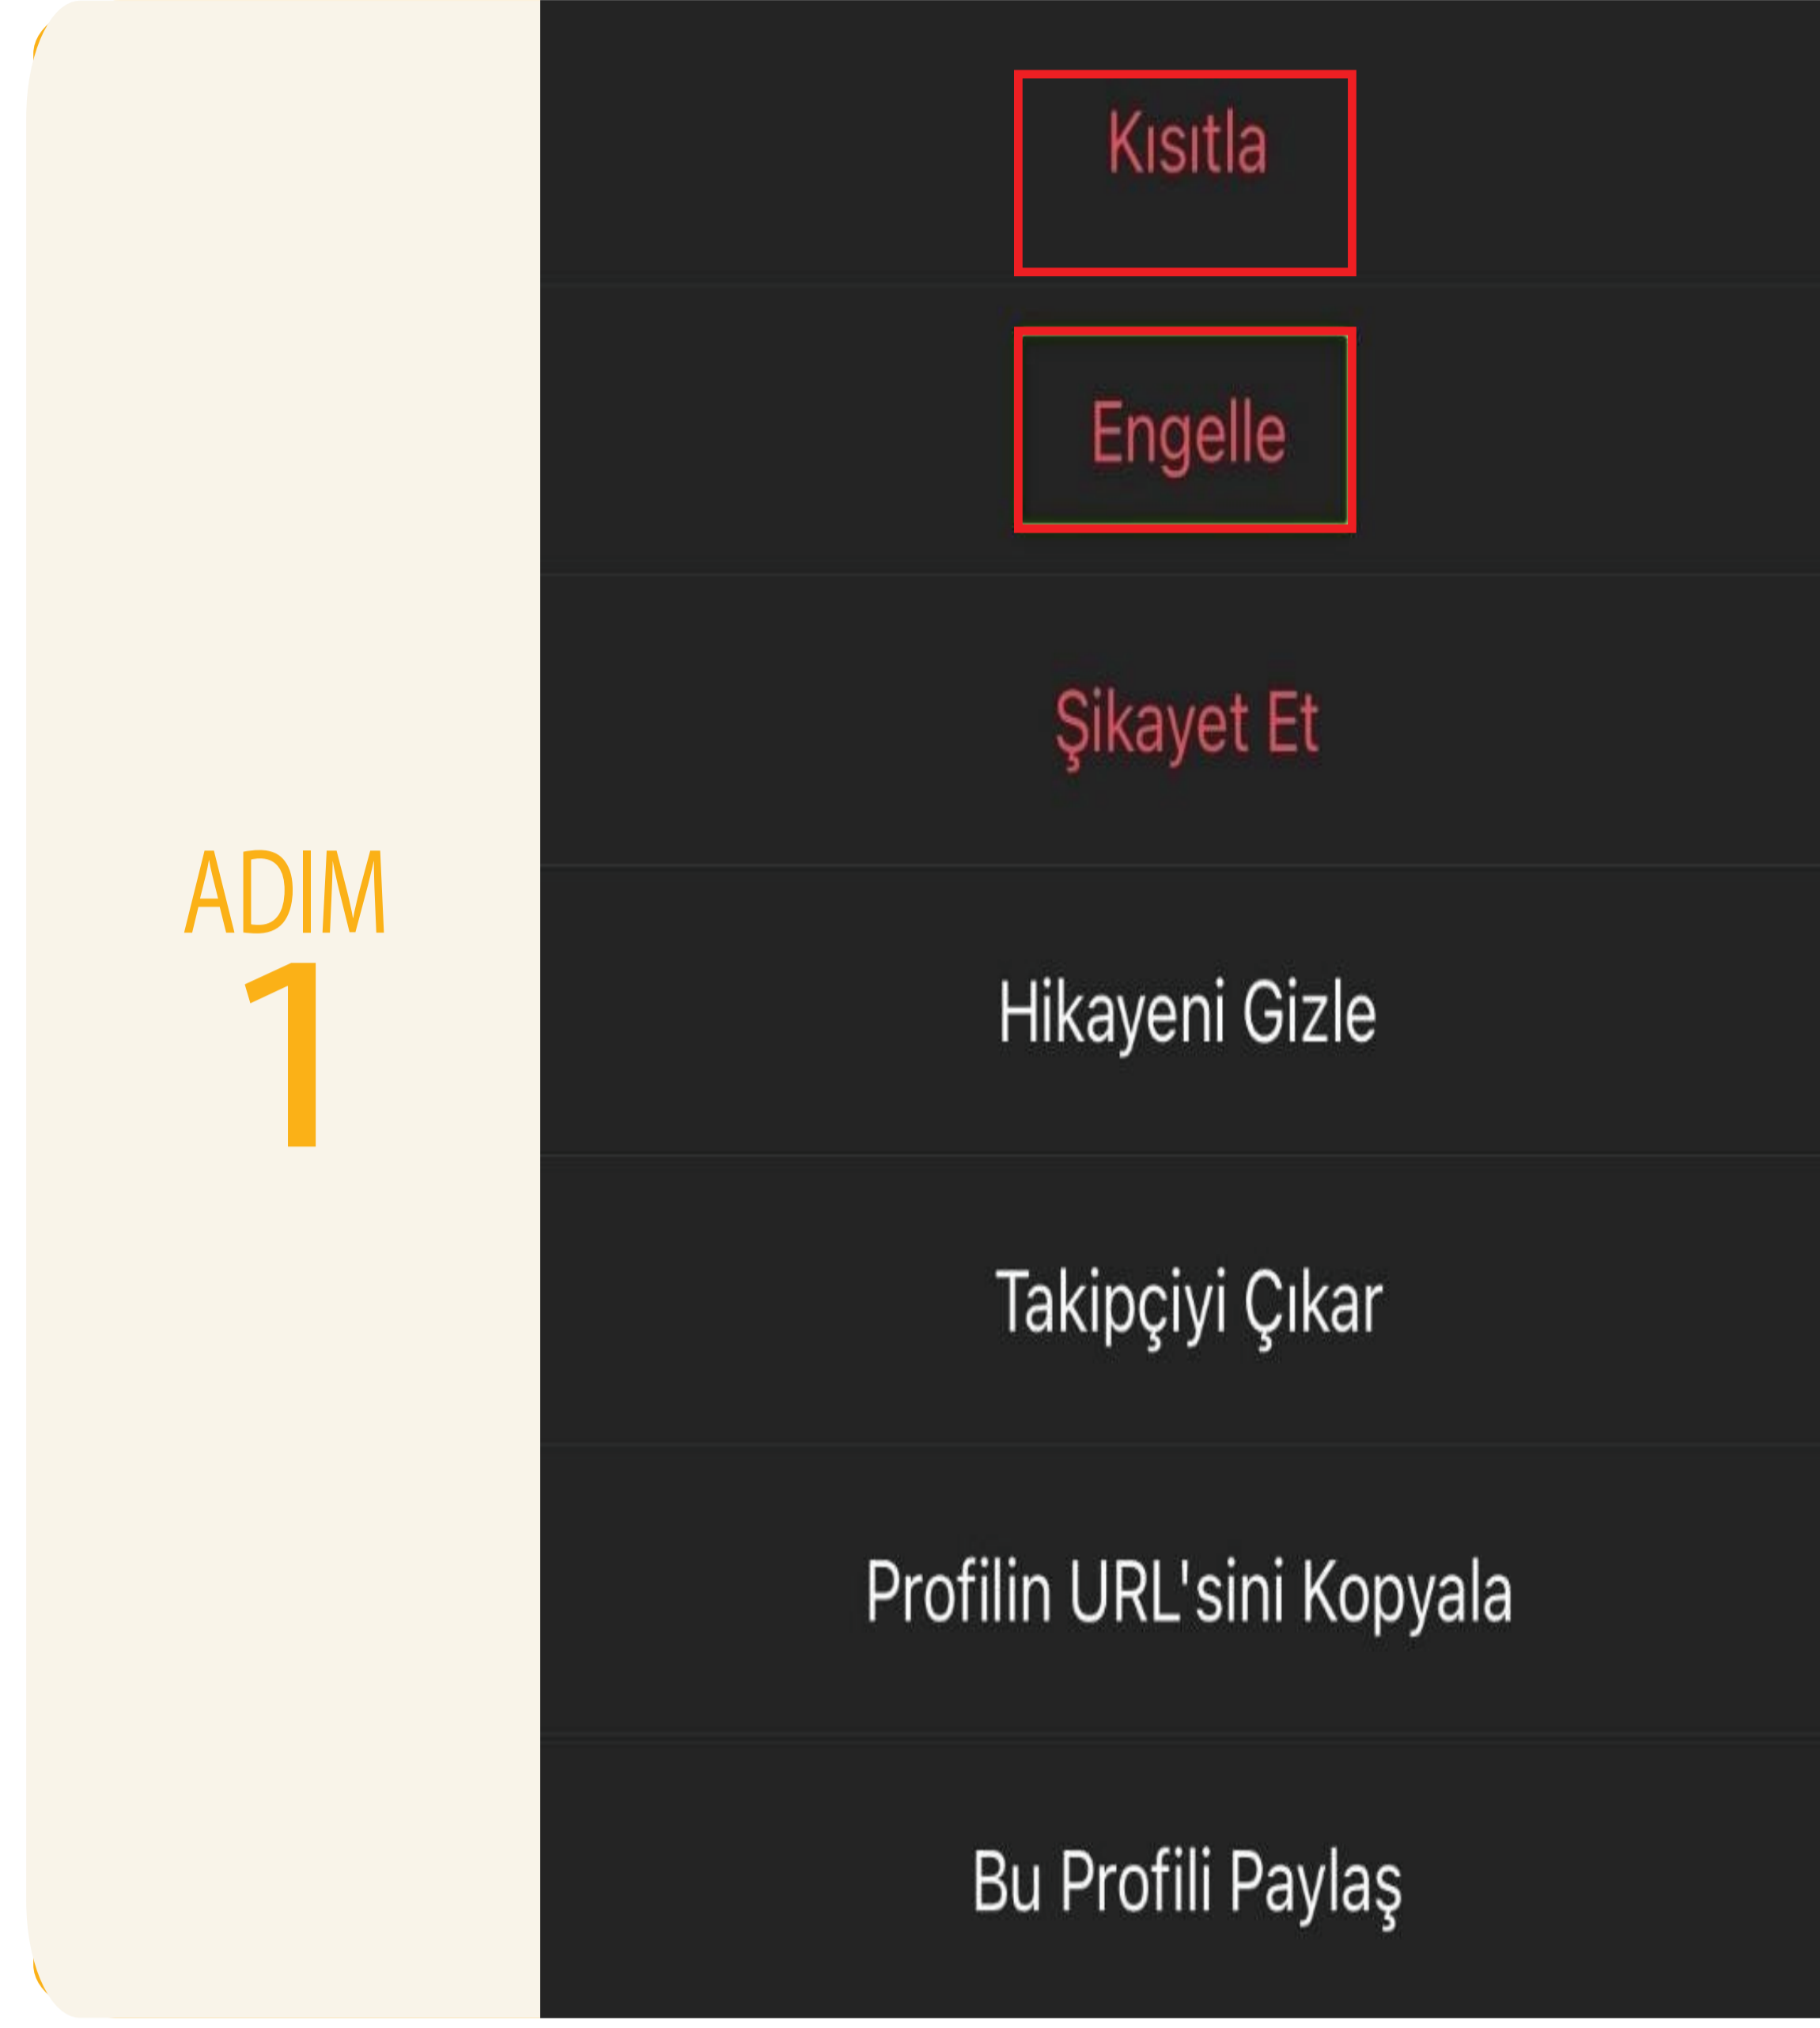 ADIM
1
Kısıtla
Engelle
Şikayet Et
Hikayeni Gizle
Takipçiyi Çıkar
Profilin URL'sini Kopyala
Bu Profili Paylaş